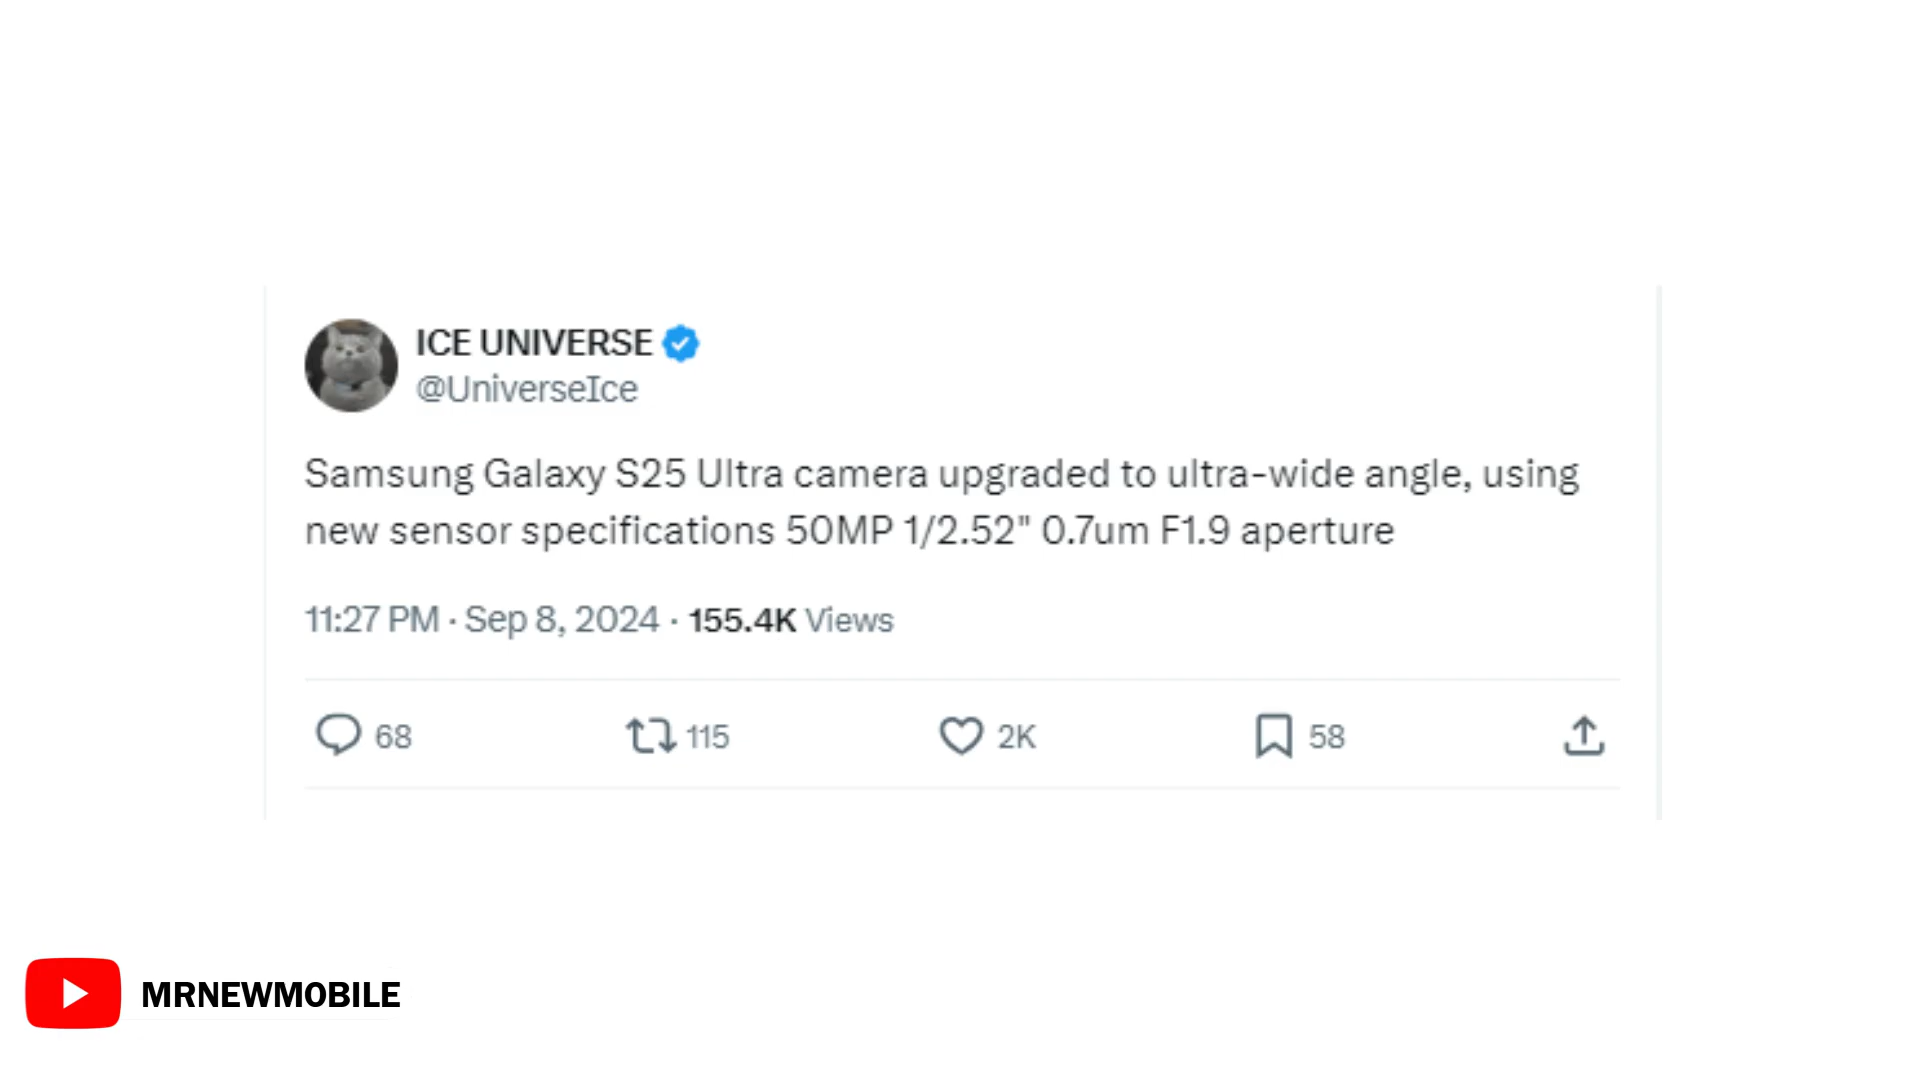 ICE UNIVERSE
@UniverseIce
Samsung Galaxy S25 Ultra camera upgraded to ultra-wide angle, using
new sensor specifications 50MP 1/2.52" 0.7um F1.9 aperture
11:27 PM · Sep 8, 2024 · 155.4K Views
68 115 2K 58
MRNEWMOBILE